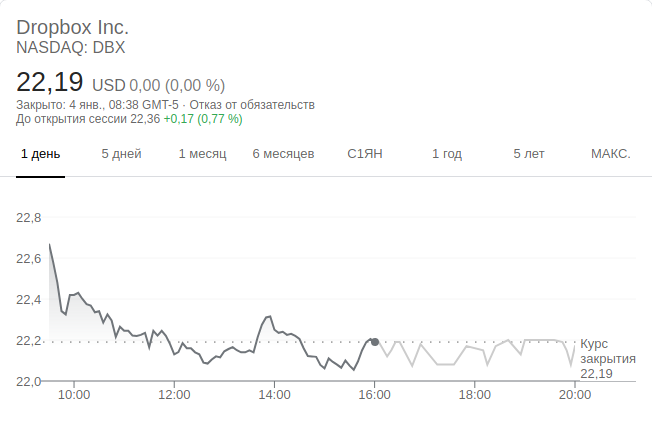 Dropbox Inc.
NASDAQ: DBX
22,19 USD 0,00 (0,00 %)
Закрыто: 4 янв., 08:38 GMT-5 · Отказ от обязательств
До открытия сессии 22,36 +0,17 (0,77 %)
1 день 5 дней 1 месяц 6 месяцев С1ЯН 1 год 5 лет МАКС.
22,8
22,6
22,4
22,2
22,0
Курс
закрытия
22,19
10:00 12:00 14:00 16:00 18:00 20:00